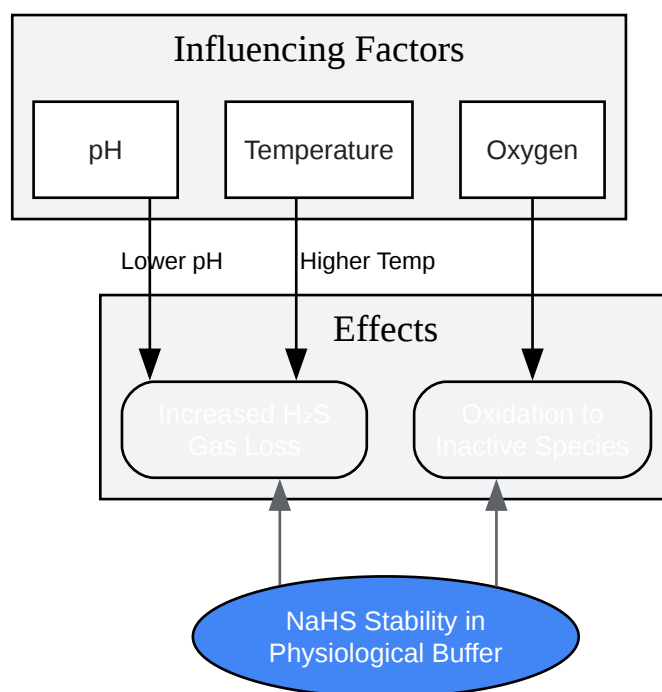 Influencing Factors
pH
Temperature
Oxygen
Lower pH
Higher Temp
Effects
Increased H₂S
Gas Loss
Oxidation to
Inactive Species
NaHS Stability in
Physiological Buffer